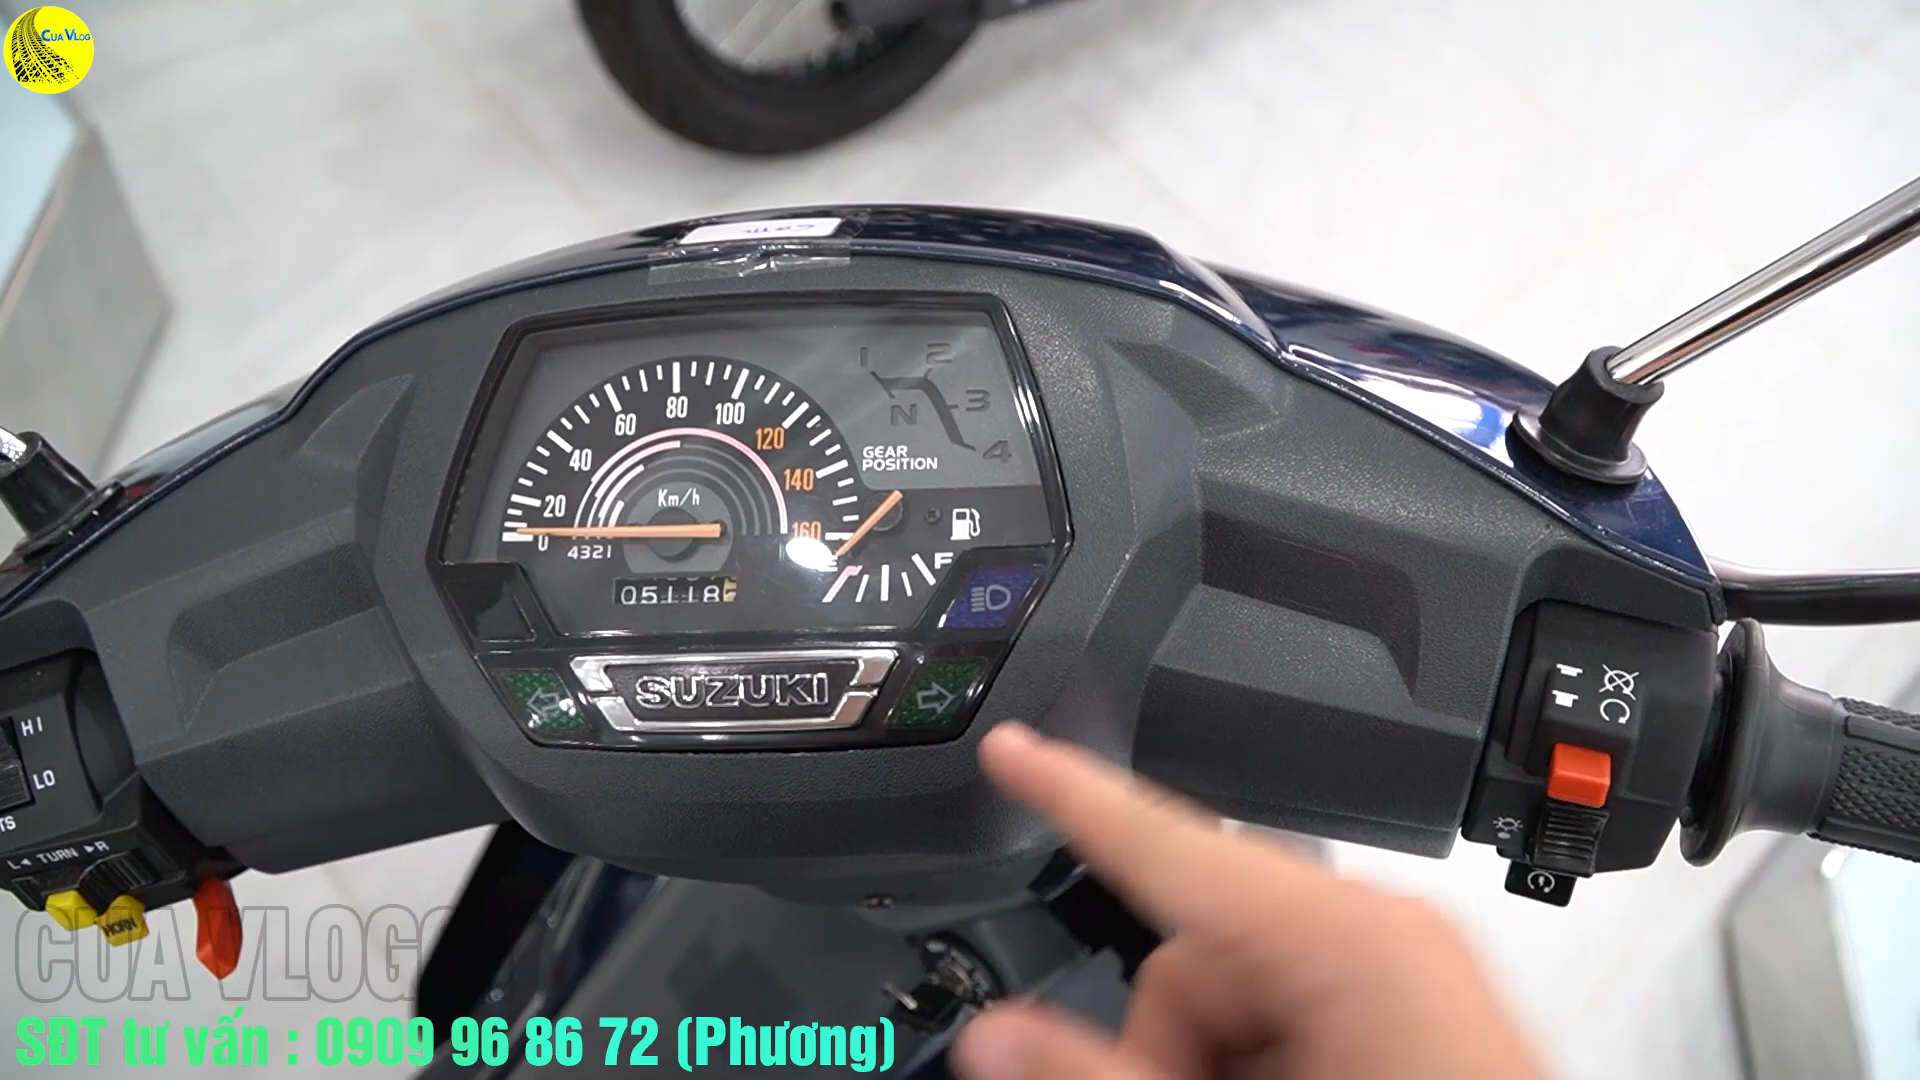 CUA VLOG
1 2
N 3
4
GEAR
POSITION
0 20 40 60 80 100 120 140 160
Km/h
4321
E F
05118
SUZUKI
HI
LO
L◄ TURN ►R
HORN
CUA VLOG
SĐT tư vấn : 0909 96 86 72 (Phương)